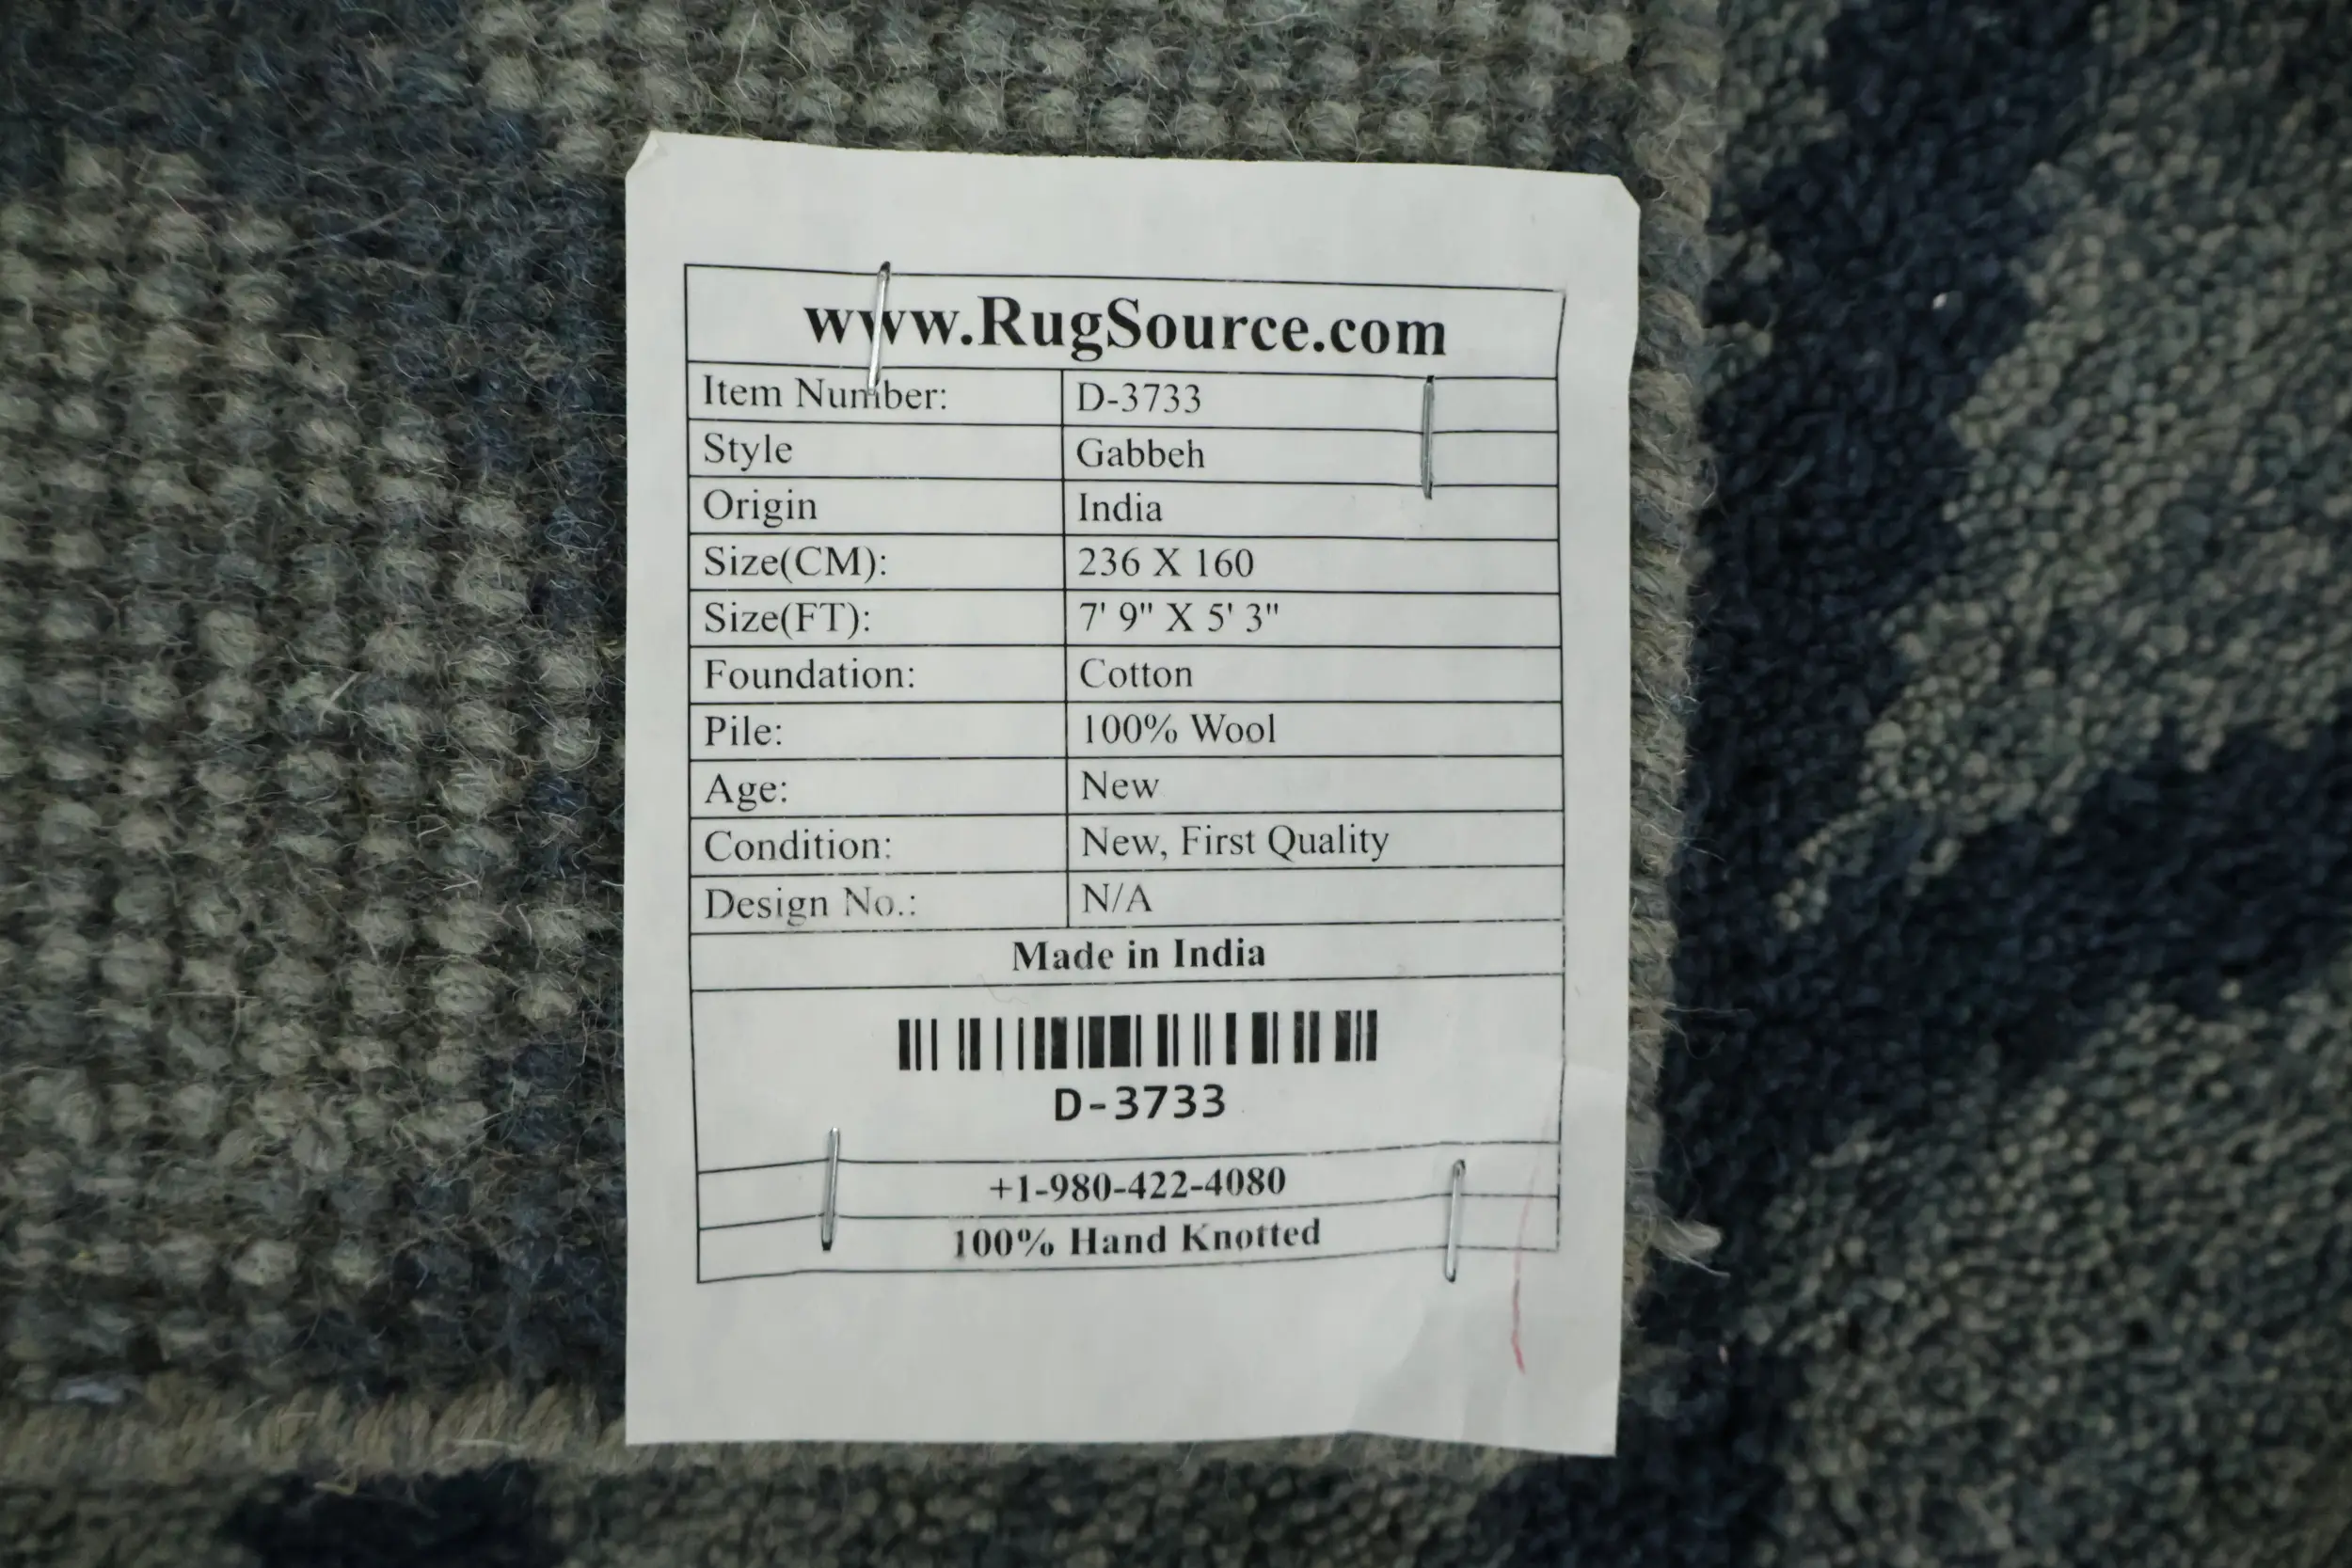 www.RugSource.com
Item Number: D-3733
Style Gabbeh
Origin India
Size(CM): 236 X 160
Size(FT): 7' 9" X 5' 3"
Foundation: Cotton
Pile: 100% Wool
Age: New
Condition: New, First Quality
Design No.: N/A
Made in India
D-3733
+1-980-422-4080
100% Hand Knotted